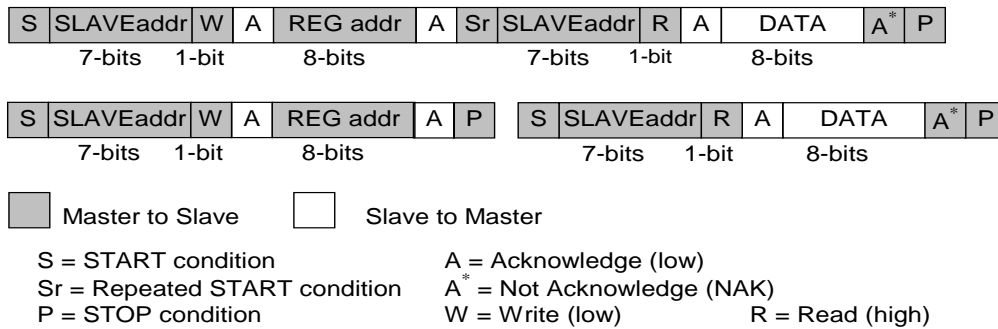 S SLAVEaddr W A REG addr A Sr SLAVEaddr R A DATA A* P
7-bits 1-bit 8-bits 7-bits 1-bit 8-bits
S SLAVEaddr W A REG addr A P S SLAVEaddr R A DATA A* P
7-bits 1-bit 8-bits 7-bits 1-bit 8-bits
Master to Slave Slave to Master
S = START condition A = Acknowledge (low)
Sr = Repeated START condition A* = Not Acknowledge (NAK)
P = STOP condition W = Write (low) R = Read (high)